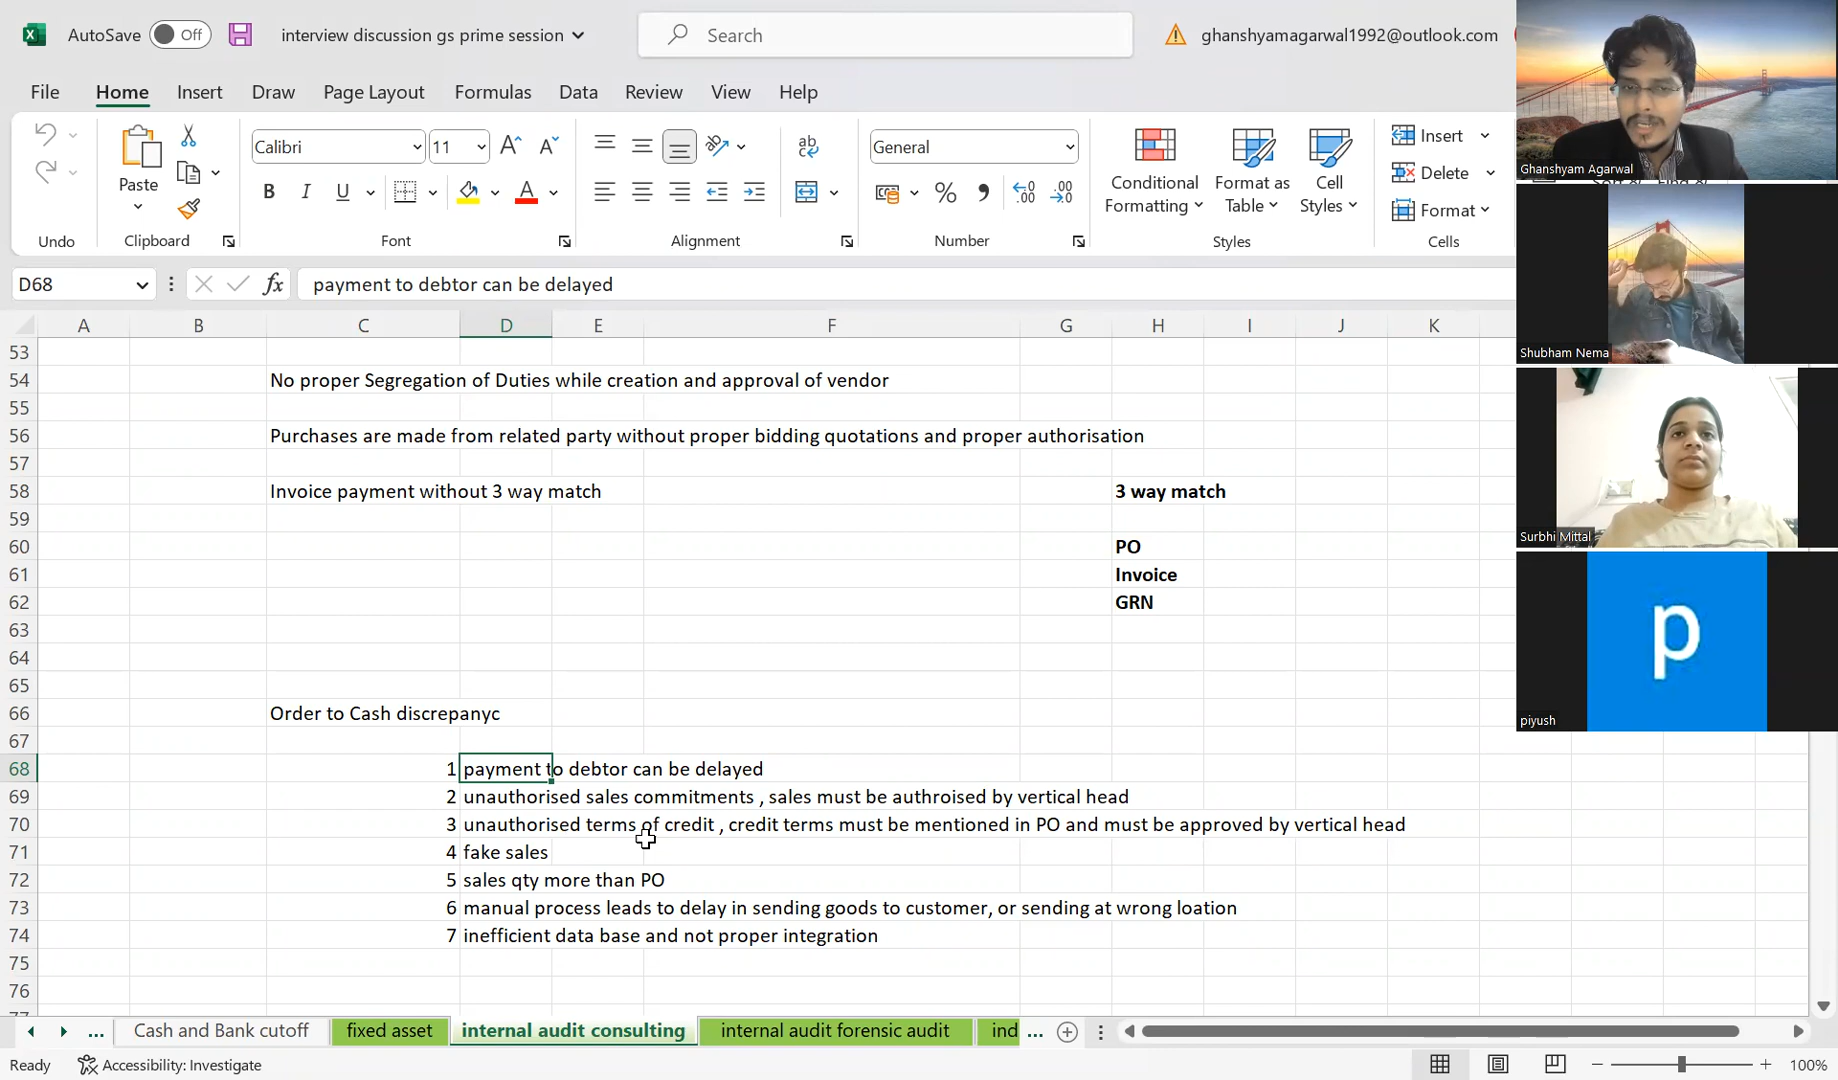 AutoSave Off interview discussion gs prime session Search ghanshyamagarwal1992@outlook.com
File Home Insert Draw Page Layout Formulas Data Review View Help
Calibri 11 General
Paste
Conditional Formatting
Format as Table
Cell Styles
Insert
Delete
Format
Undo Clipboard Font Alignment Number Styles Cells
D68 fx payment to debtor can be delayed
A B C D E F G H I J K
53
54 No proper Segregation of Duties while creation and approval of vendor
55
56 Purchases are made from related party without proper bidding quotations and proper authorisation
57
58 Invoice payment without 3 way match 3 way match
59
60 PO
61 Invoice
62 GRN
63
64
65
66 Order to Cash discrepanyc
67
68 1 payment to debtor can be delayed
69 2 unauthorised sales commitments , sales must be authroised by vertical head
70 3 unauthorised terms of credit , credit terms must be mentioned in PO and must be approved by vertical head
71 4 fake sales
72 5 sales qty more than PO
73 6 manual process leads to delay in sending goods to customer, or sending at wrong loation
74 7 inefficient data base and not proper integration
75
76
... Cash and Bank cutoff fixed asset internal audit consulting internal audit forensic audit ind ...
Ready Accessibility: Investigate 100%
Ghanshyam Agarwal
Shubham Nema
Surbhi Mittal
p
piyush